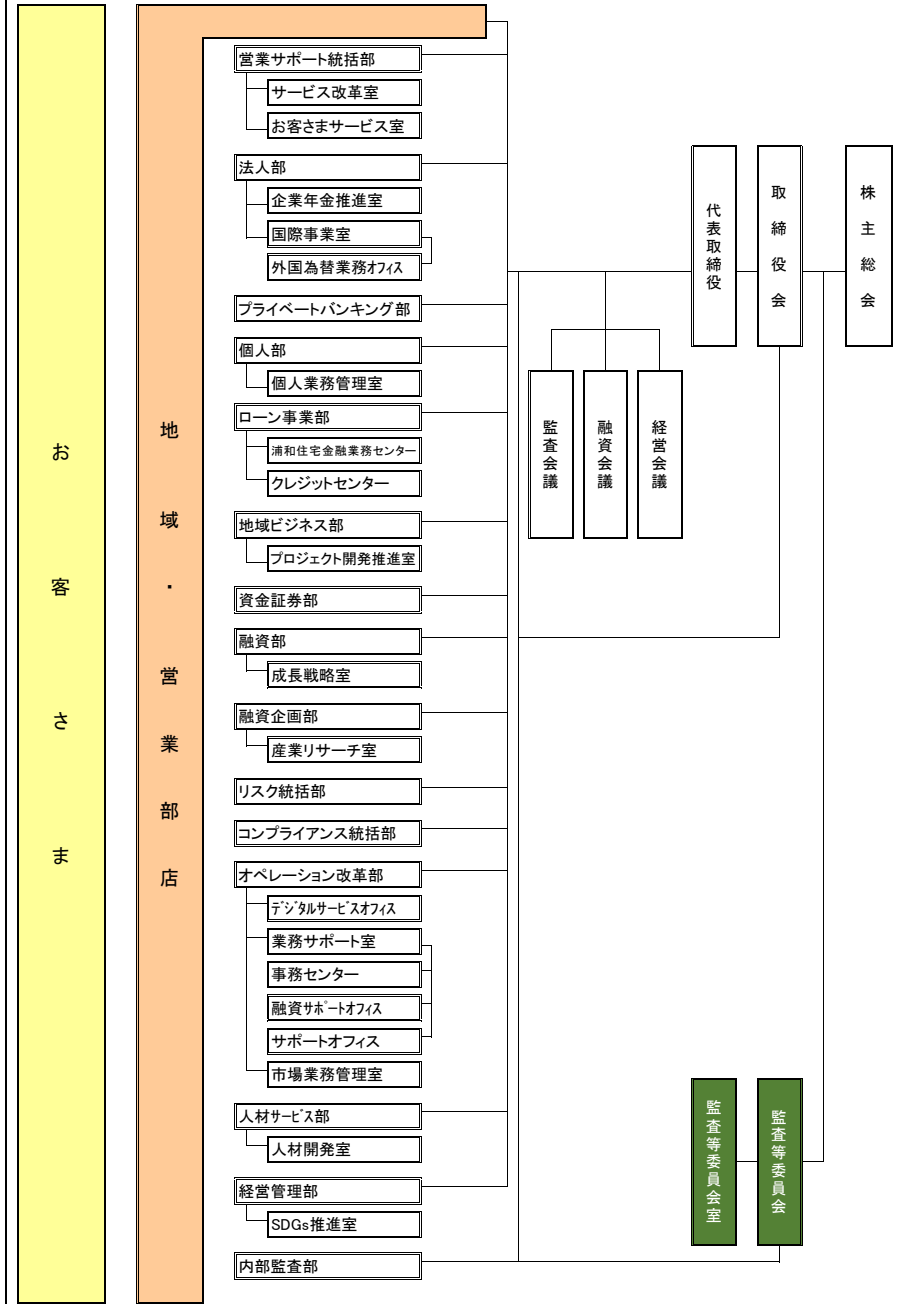 お客さま
地域・営業部店
営業サポート統括部
サービス改革室
お客さまサービス室
法人部
企業年金推進室
国際事業室
外国為替業務ｵﾌｨｽ
プライベートバンキング部
個人部
個人業務管理室
ローン事業部
浦和住宅金融業務センター
クレジットセンター
地域ビジネス部
プロジェクト開発推進室
資金証券部
融資部
成長戦略室
融資企画部
産業リサーチ室
リスク統括部
コンプライアンス統括部
オペレーション改革部
ﾃﾞｼﾞﾀﾙｻｰﾋﾞｽｵﾌｨｽ
業務サポート室
事務センター
融資ｻﾎﾟｰﾄｵﾌｨｽ
サポートオフィス
市場業務管理室
人材ｻｰﾋﾞｽ部
人材開発室
経営管理部
SDGs推進室
内部監査部
監査会議
融資会議
経営会議
代表取締役
取締役会
株主総会
監査等委員会室
監査等委員会